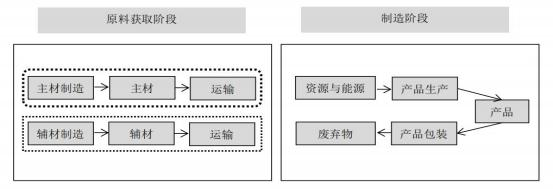 原料获取阶段
制造阶段
主材制造
主材
运输
辅材制造
辅材
运输
资源与能源
产品生产
产品
废弃物
产品包装